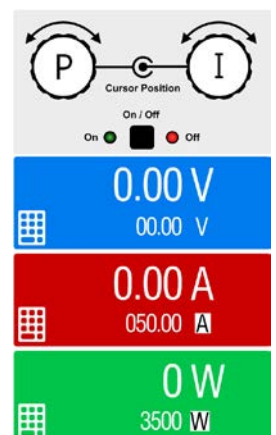 P I
Cursor Position
On / Off
On Off
0.00 V
00.00 V
0.00 A
050.00 A
0 W
3500 W